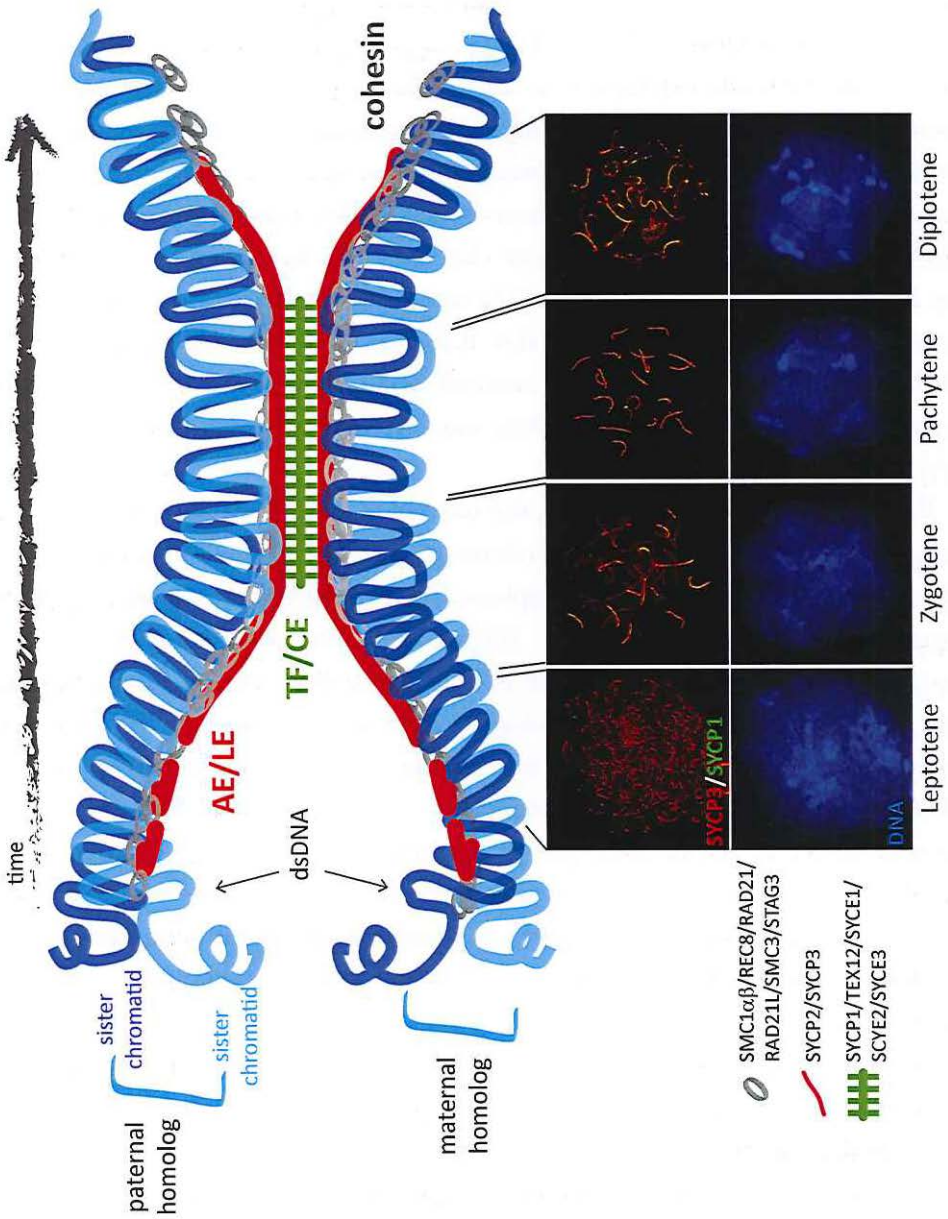 time
paternal
homolog
sister
chromatid
sister
chromatid
maternal
homolog
dsDNA
AE/LE
TF/CE
cohesin
SMC1αβ/REC8/RAD21/
RAD21L/SMC3/STAG3
SYCP2/SYCP3
SYCP1/TEX12/SYCE1/
SCYE2/SYCE3
SYCP3/SYCP1
DNA
Leptotene
Zygotene
Pachytene
Diplotene